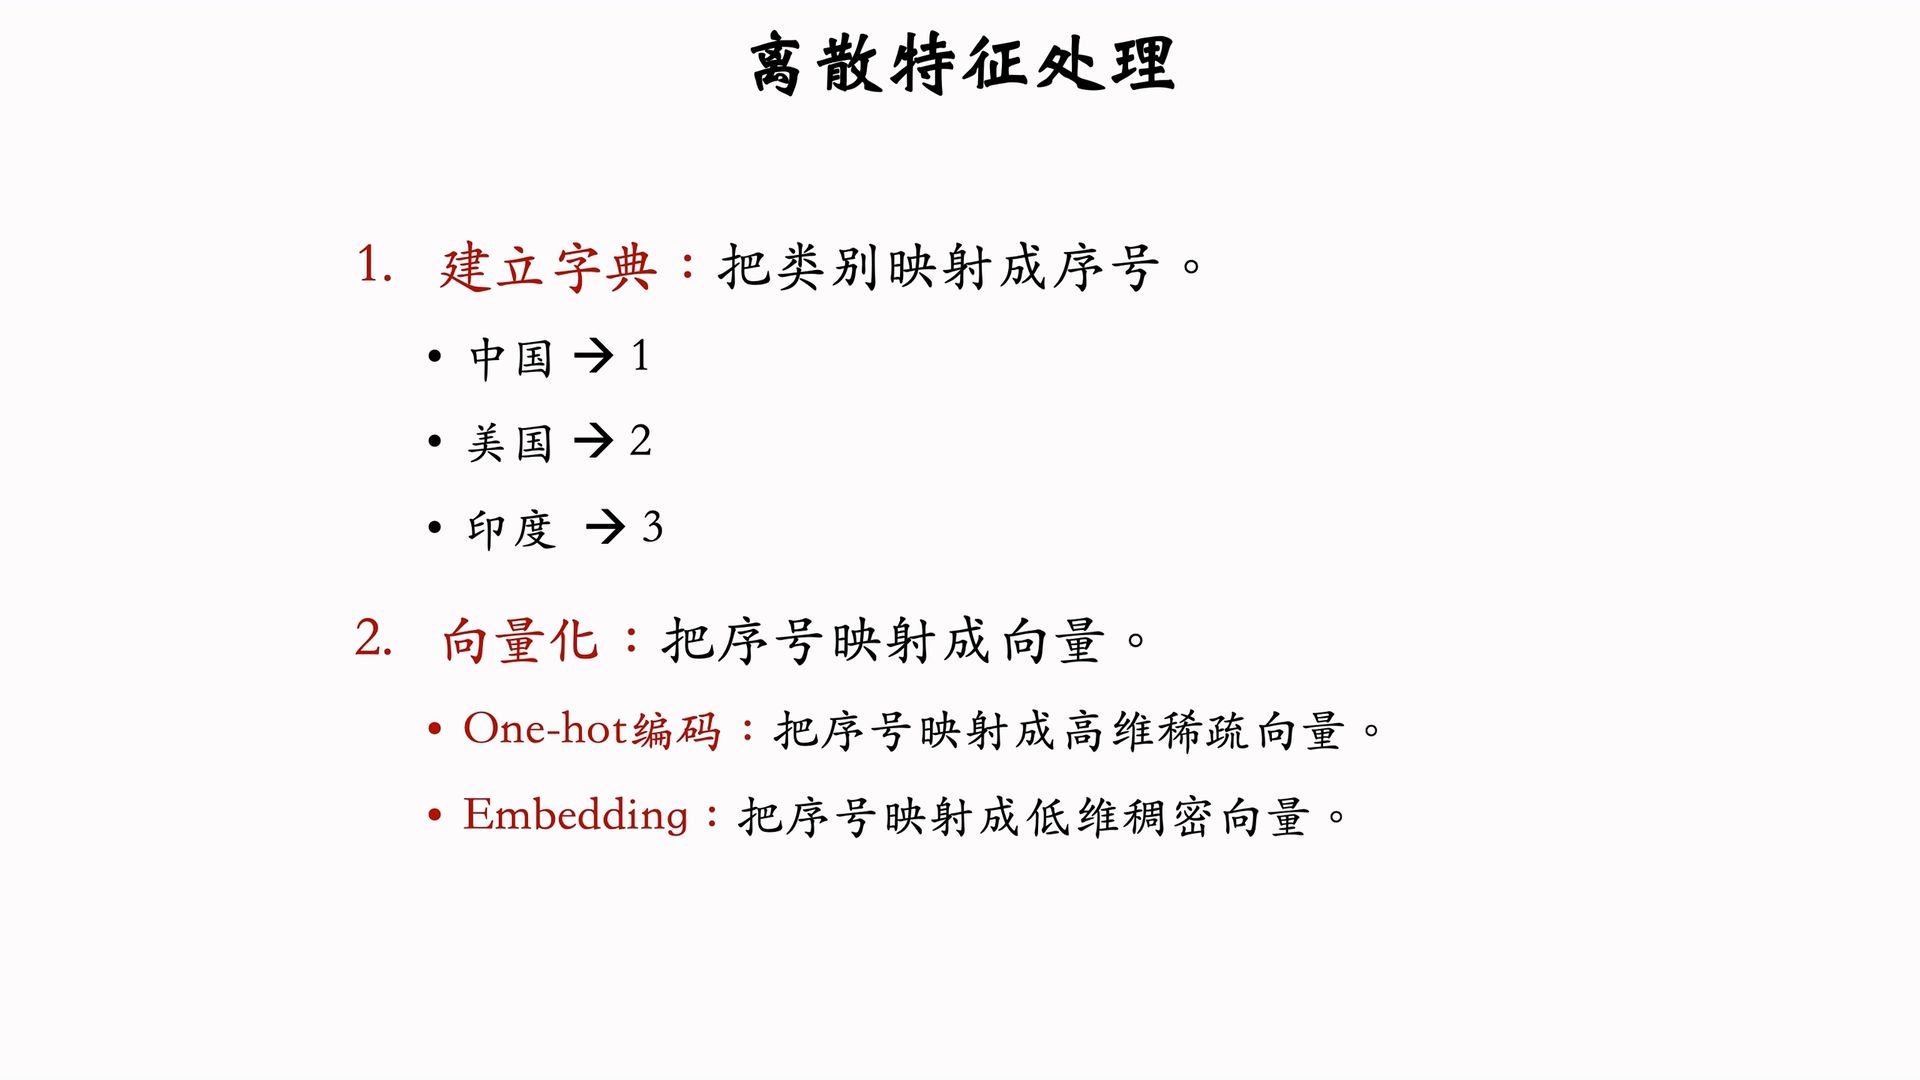 离散特征处理
1. 建立字典：把类别映射成序号。
• 中国 → 1
• 美国 → 2
• 印度 → 3
2. 向量化：把序号映射成向量。
• One-hot编码：把序号映射成高维稀疏向量。
• Embedding：把序号映射成低维稠密向量。